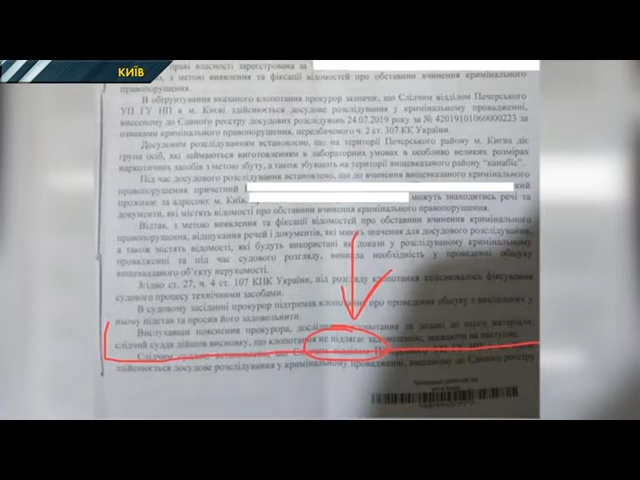 КИЇВ
праві власності зареєстрована за
з метою виявлення та фіксації відомостей про обставини вчинення кримінального
правопорушення.
В обґрунтування вказаного клопотання прокурор зазначає, що Слідчим відділом Печерського
УП ГУ НП в м. Києві здійснюється досудове розслідування у кримінальному провадженні,
внесеному до Єдиного реєстру досудових розслідувань 24.07.2019 року за № 42019101060000223 за
ознаками кримінального правопорушення, передбаченого ч. 2 ст. 307 КК України.
Досудовим розслідуванням встановлено, що на території Печерського району м. Києва діє
група осіб, які займаються виготовленням в лабораторних умовах в особливо великих розмірах
наркотичних засобів з метою збуту, а також збувають на території вищевказаного району "канабіс".
Під час досудового розслідування встановлено, що до вчинення вищевказаного кримінального
правопорушення причетний
проживає за адресою: м. Київ, можуть знаходитись речі та
документи, які містять відомості про обставини вчинення кримінального правопорушення.
Відтак, з метою виявлення та фіксації відомостей про обставини вчинення кримінального
правопорушення, відшукання речей і документів, які мають значення для досудового розслідування,
а також містять відомості, які будуть використані як докази у розслідуваному кримінальному
провадженні та під час судового розгляду, виникла необхідність у проведенні обшуку
вищевказаного об'єкту нерухомості.
Згідно ст. 27, ч. 4 ст. 107 КПК України, під час розгляду клопотання здійснювалось фіксування
судового процесу технічними засобами.
В судовому засіданні прокурор підтримав клопотання про проведення обшуку з викладених у
ньому підстав та просив його задовольнити.
Вислухавши пояснення прокурора, дослідивши клопотання та додані до нього матеріали,
слідчий суддя дійшов висновку, що клопотання не підлягає задоволенню, зважаючи на наступне.
Слідчим суддею встановлено, що Слідчим відділом
здійснюється досудове розслідування у кримінальному провадженні, внесеному до Єдиного реєстру